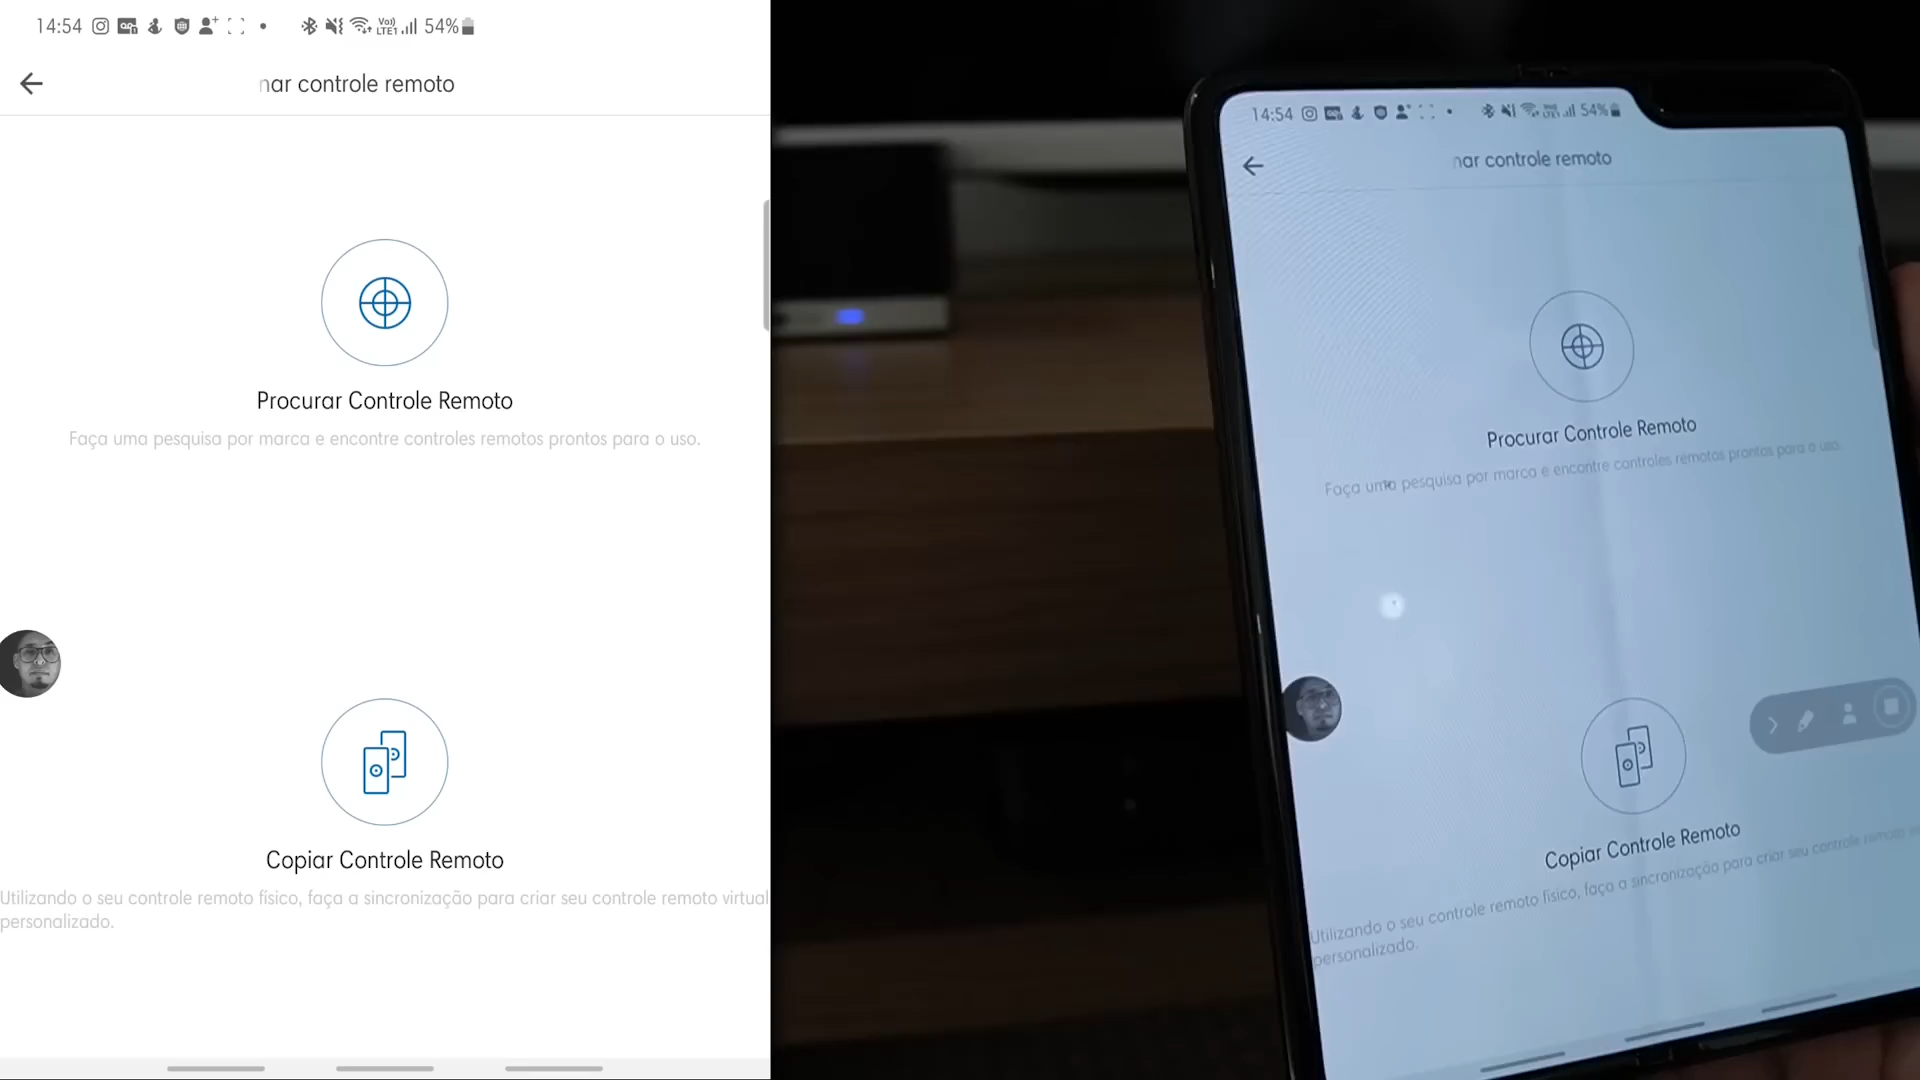 14:54 54%
nar controle remoto
Procurar Controle Remoto
Faça uma pesquisa por marca e encontre controles remotos prontos para o uso.
Copiar Controle Remoto
Utilizando o seu controle remoto físico, faça a sincronização para criar seu controle remoto virtual
personalizado.
14:54 54%
nar controle remoto
Procurar Controle Remoto
Faça uma pesquisa por marca e encontre controles remotos prontos para o uso.
Copiar Controle Remoto
Utilizando o seu controle remoto físico, faça a sincronização para criar seu controle remoto
personalizado.